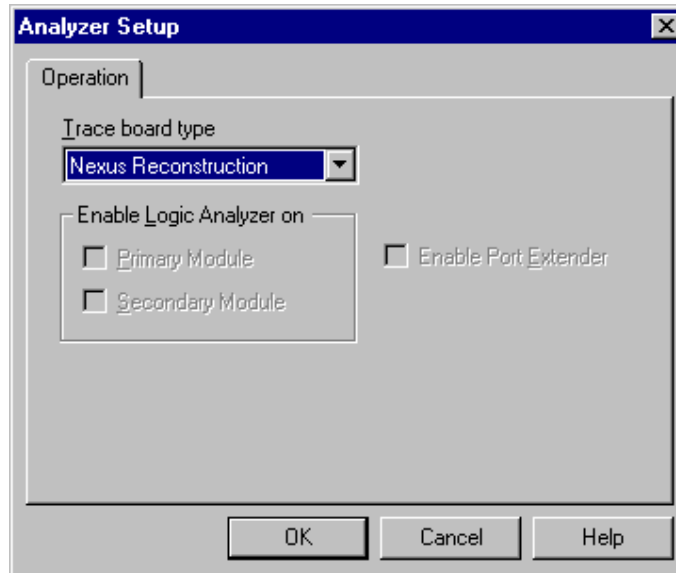 Analyzer Setup
Operation
Trace board type
Nexus Reconstruction
Enable Logic Analyzer on
Primary Module
Enable Port Extender
Secondary Module
OK
Cancel
Help